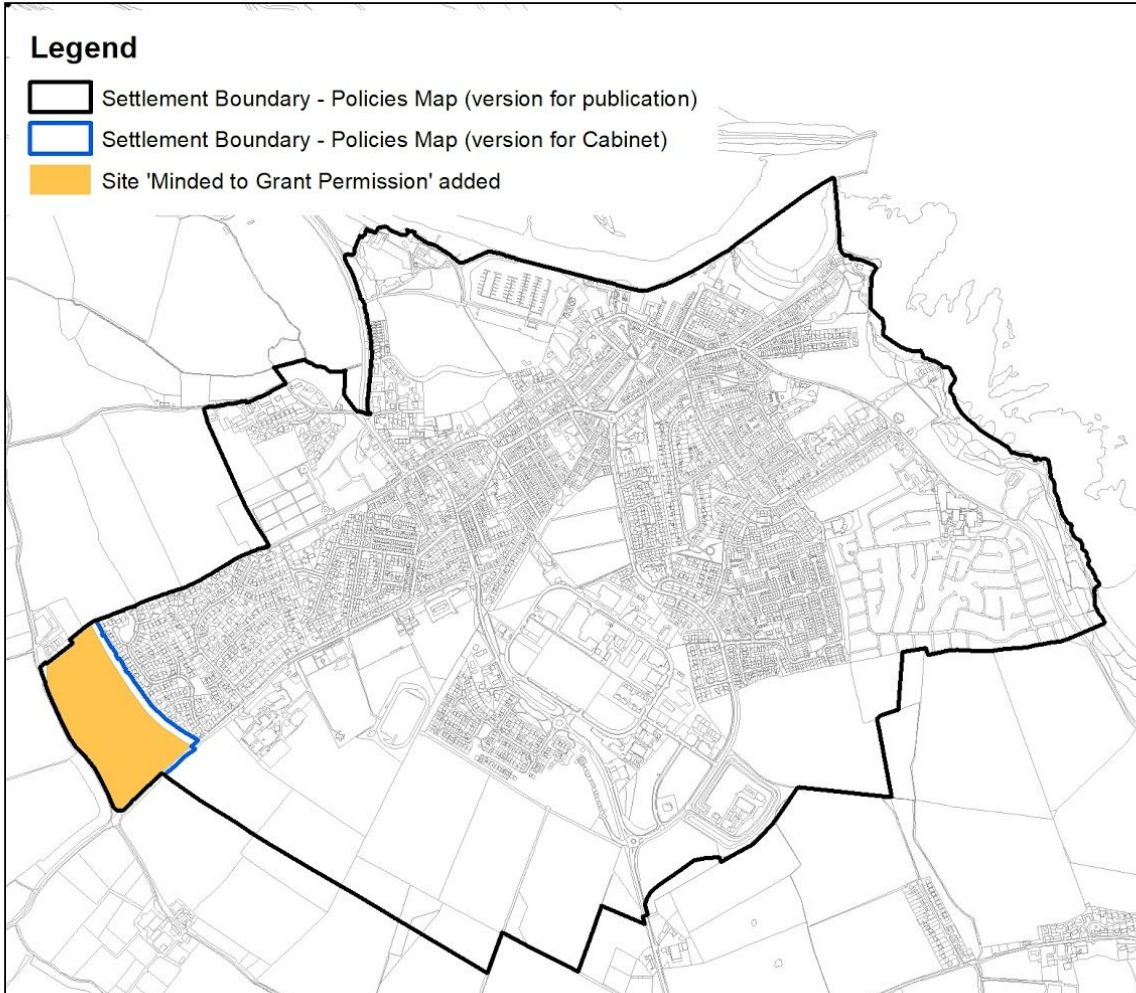 Legend
Settlement Boundary - Policies Map (version for publication)
Settlement Boundary - Policies Map (version for Cabinet)
Site 'Minded to Grant Permission' added